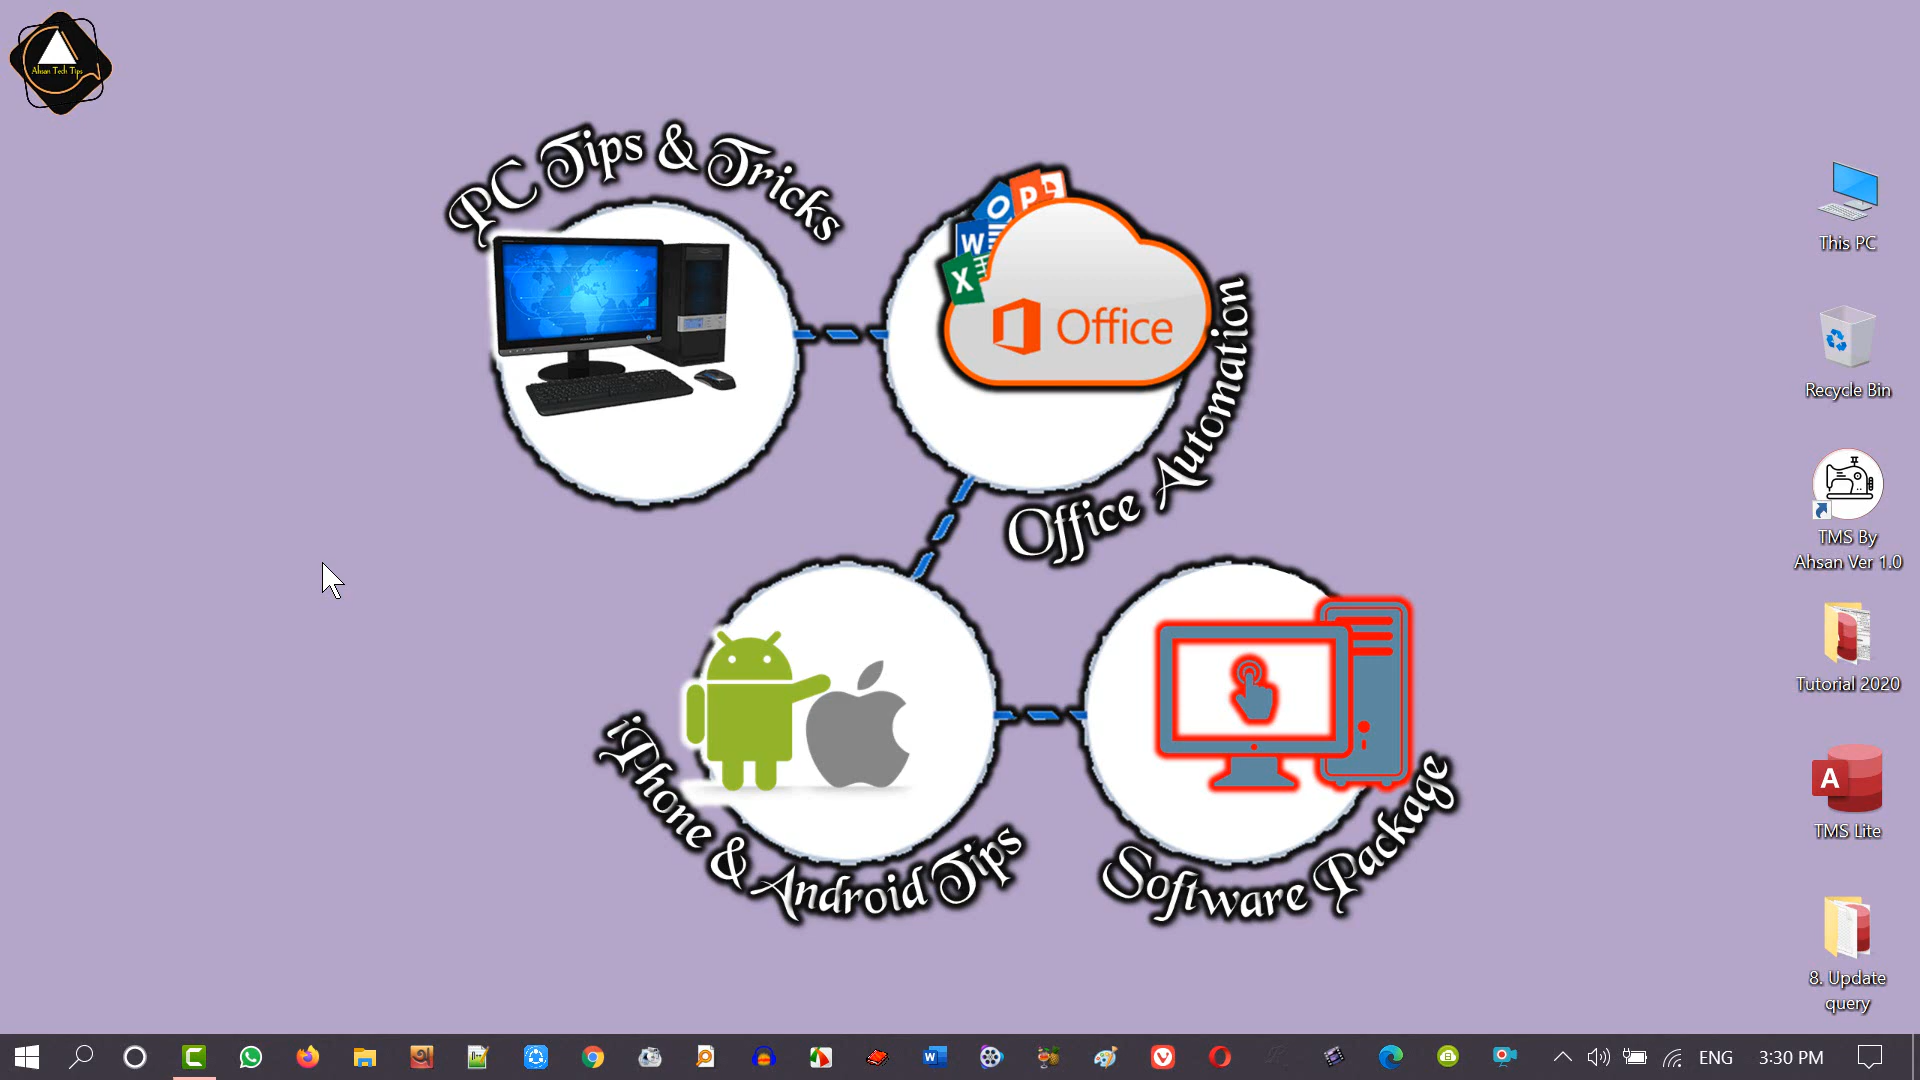 Ahsan Tech Tips
PC Tips & Tricks
O
P
W
X
Office
Office Automation
iPhone & Android Tips
Software Package
This PC
Recycle Bin
TMS By
Ahsan Ver 1.0
Tutorial 2020
A
TMS Lite
8. Update
query
ENG
3:30 PM